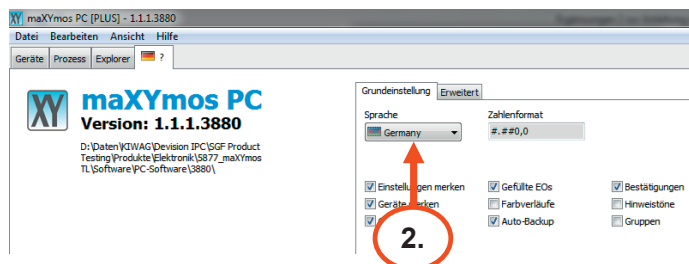 maXYmos PC [PLUS] - 1.1.1.3880
Datei Bearbeiten Ansicht Hilfe
Geräte Prozess Explorer ?
XY
maXYmos PC
Version: 1.1.1.3880
D:\Daten\KIWAG\Devision IPC\SGF Product
Testing\Produkte\Elektronik\5877_maXYmos
TL\Software\PC-Software\3880\
Grundeinstellung Erweitert
Sprache Zahlenformat
Germany #.##0,0
Einstellungen merken Gefüllte EOs Bestätigungen
Geräte merken Farbverläufe Hinweistöne
Auto-Backup Gruppen
2.